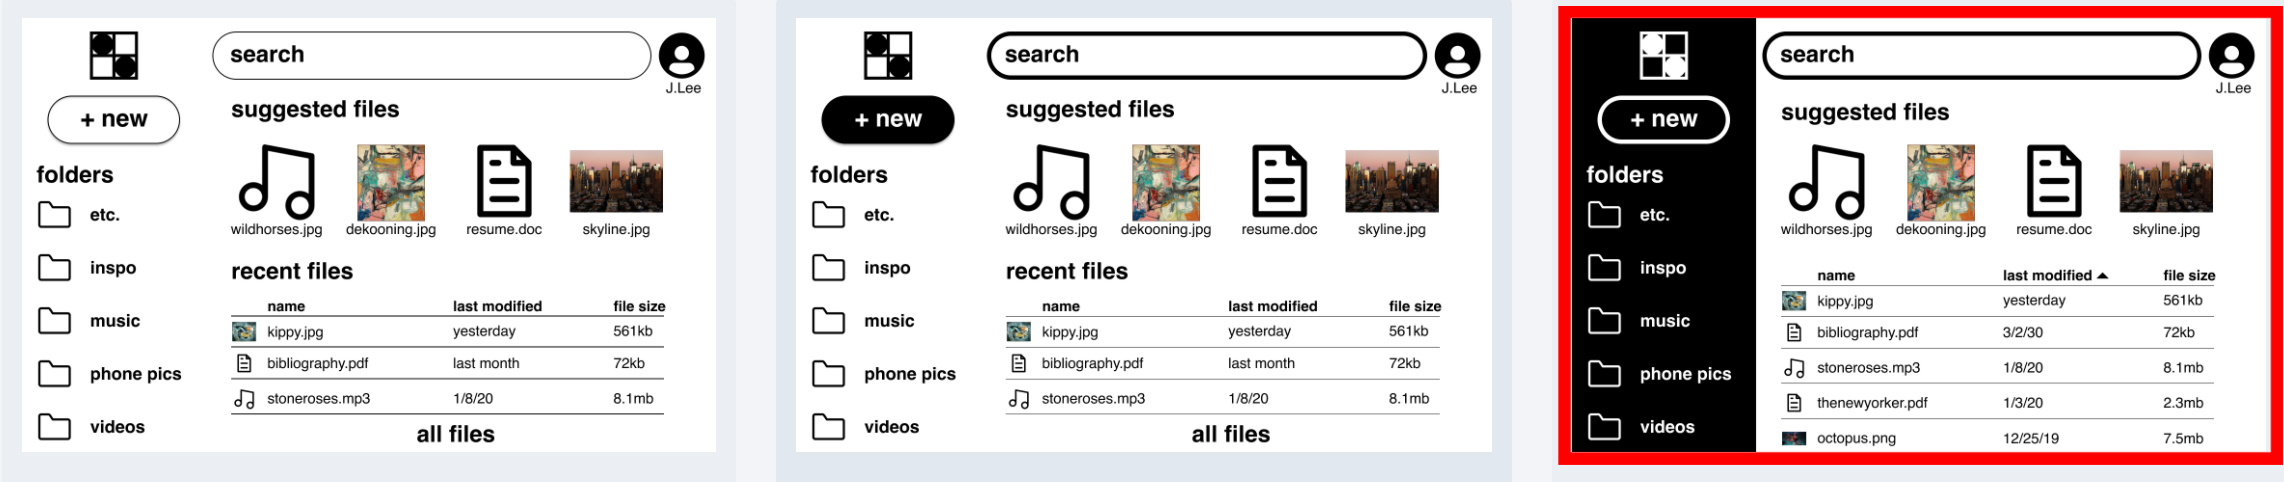 search
J.Lee
+ new
suggested files
folders
etc.
inspo
music
phone pics
videos
wildhorses.jpg dekooning.jpg resume.doc skyline.jpg
recent files
name last modified file size
kippy.jpg yesterday 561kb
bibliography.pdf last month 72kb
stoneroses.mp3 1/8/20 8.1mb
all files
search
J.Lee
+ new
suggested files
folders
etc.
inspo
music
phone pics
videos
wildhorses.jpg dekooning.jpg resume.doc skyline.jpg
recent files
name last modified file size
kippy.jpg yesterday 561kb
bibliography.pdf last month 72kb
stoneroses.mp3 1/8/20 8.1mb
all files
search
J.Lee
+ new
suggested files
folders
etc.
inspo
music
phone pics
videos
wildhorses.jpg dekooning.jpg resume.doc skyline.jpg
name last modified file size
kippy.jpg yesterday 561kb
bibliography.pdf 3/2/30 72kb
stoneroses.mp3 1/8/20 8.1mb
thenewyorker.pdf 1/3/20 2.3mb
octopus.png 12/25/19 7.5mb